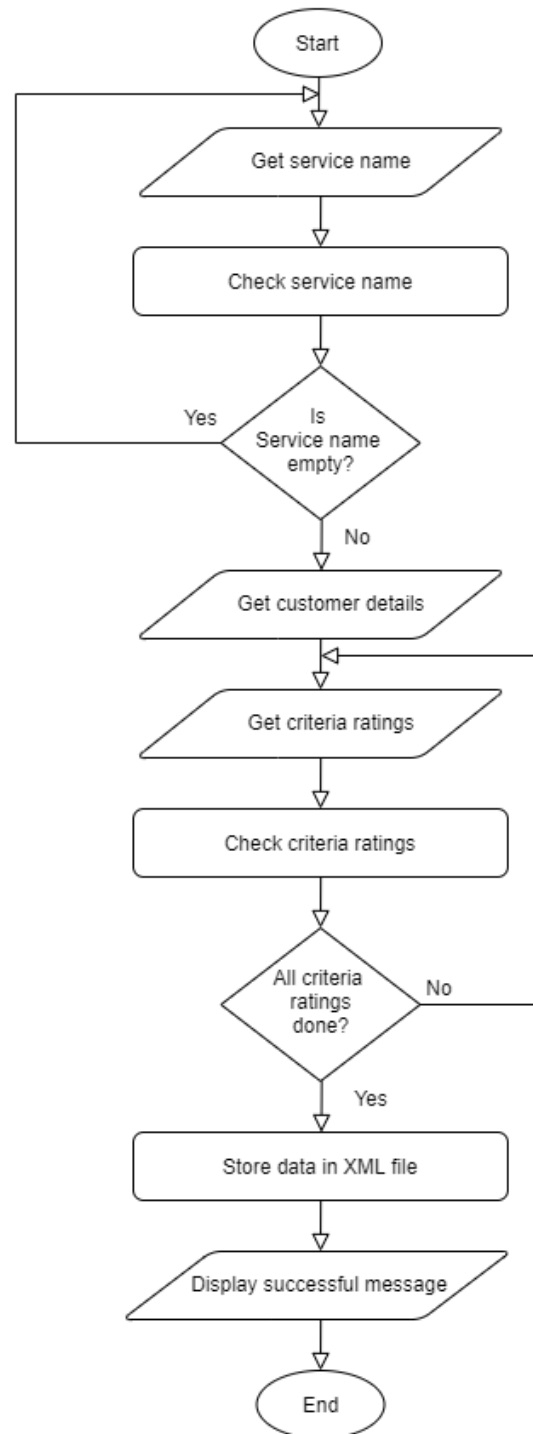 Start
Get service name
Check service name
Yes
Is
Service name
empty?
No
Get customer details
Get criteria ratings
Check criteria ratings
All criteria
ratings
done?
No
Yes
Store data in XML file
Display successful message
End